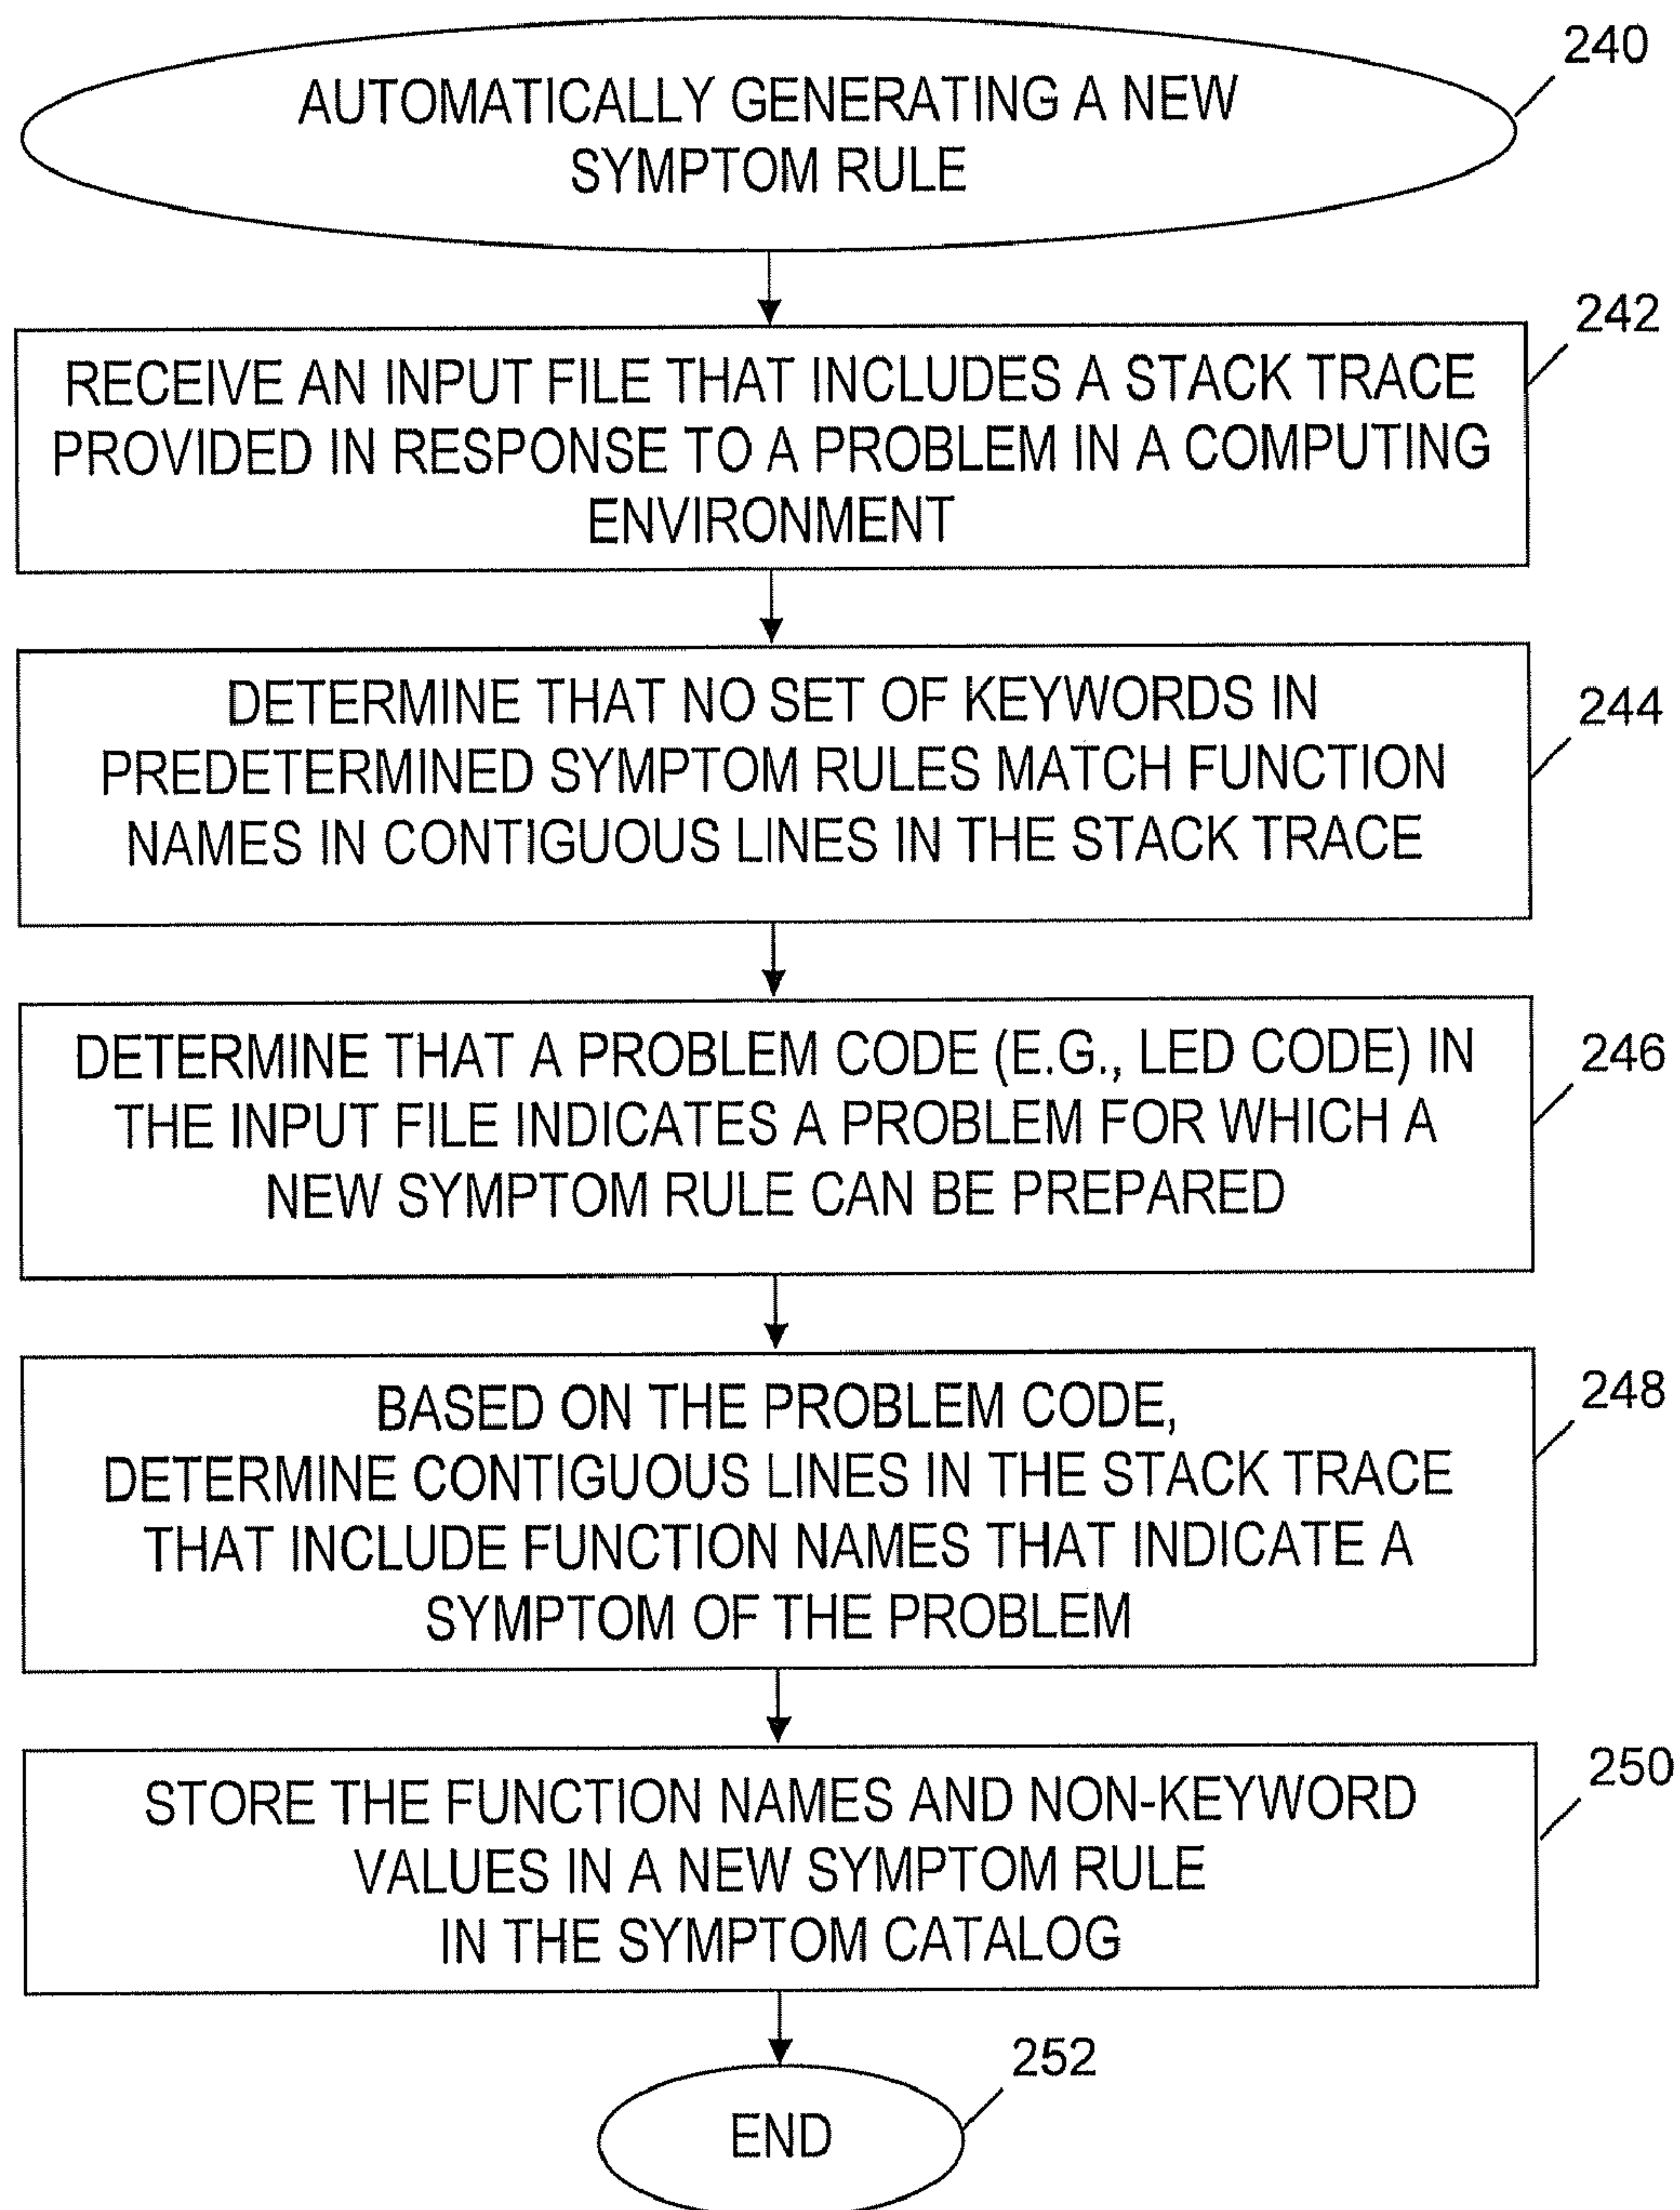 240
AUTOMATICALLY GENERATING A NEW
SYMPTOM RULE
242
RECEIVE AN INPUT FILE THAT INCLUDES A STACK TRACE
PROVIDED IN RESPONSE TO A PROBLEM IN A COMPUTING
ENVIRONMENT
244
DETERMINE THAT NO SET OF KEYWORDS IN
PREDETERMINED SYMPTOM RULES MATCH FUNCTION
NAMES IN CONTIGUOUS LINES IN THE STACK TRACE
246
DETERMINE THAT A PROBLEM CODE (E.G., LED CODE) IN
THE INPUT FILE INDICATES A PROBLEM FOR WHICH A
NEW SYMPTOM RULE CAN BE PREPARED
248
BASED ON THE PROBLEM CODE,
DETERMINE CONTIGUOUS LINES IN THE STACK TRACE
THAT INCLUDE FUNCTION NAMES THAT INDICATE A
SYMPTOM OF THE PROBLEM
250
STORE THE FUNCTION NAMES AND NON-KEYWORD
VALUES IN A NEW SYMPTOM RULE
IN THE SYMPTOM CATALOG
252
END